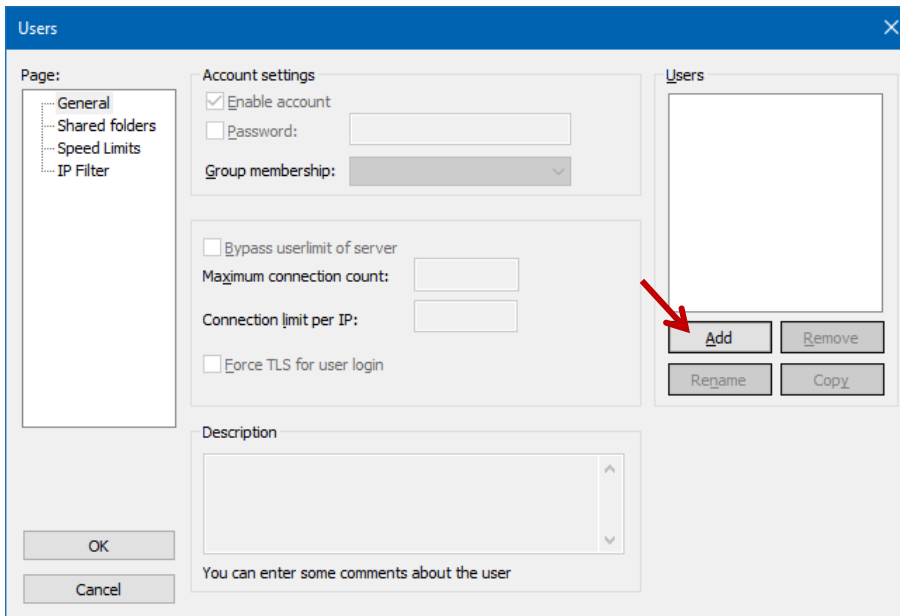 Users
Page:
General
Shared folders
Speed Limits
IP Filter
Account settings
Enable account
Password:
Group membership:
Bypass userlimit of server
Maximum connection count:
Connection limit per IP:
Force TLS for user login
Description
You can enter some comments about the user
Users
Add
Remove
Rename
Copy
OK
Cancel